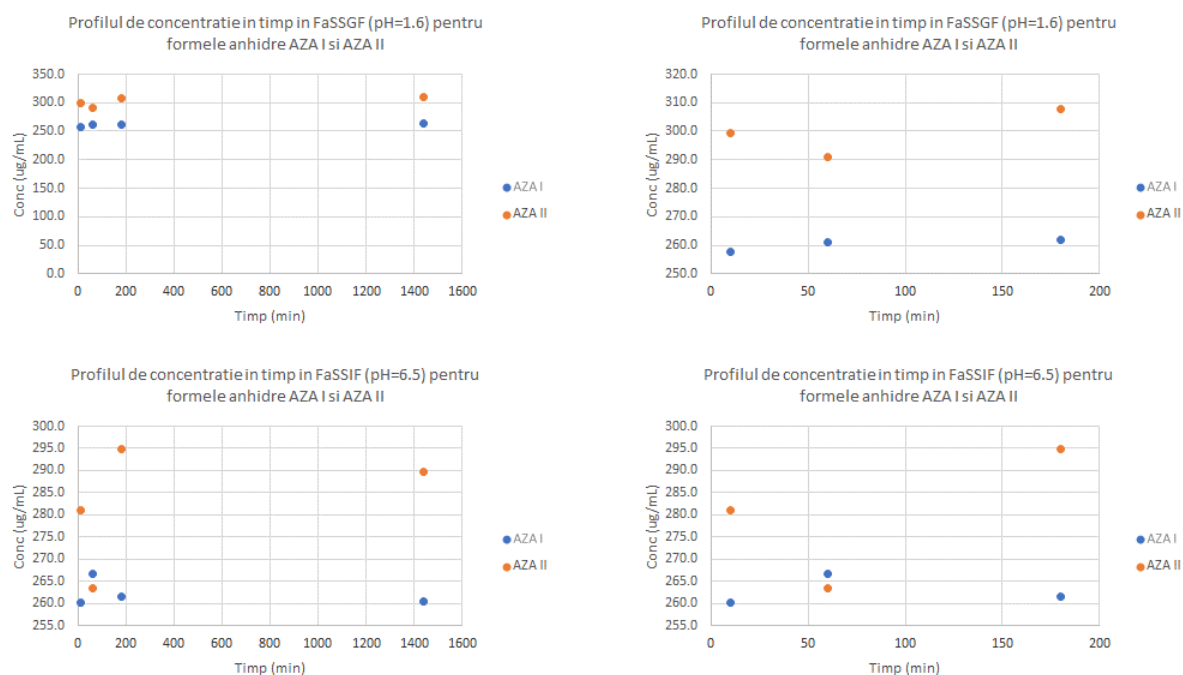 Profilul de concentratie in timp in FaSSGF (pH=1.6) pentru
formele anhidre AZA I si AZA II
350.0
300.0
250.0
200.0
150.0
100.0
50.0
0.0
Conc (ug/mL)
0 200 400 600 800 1000 1200 1400 1600
Timp (min)
AZA I
AZA II
Profilul de concentratie in timp in FaSSGF (pH=1.6) pentru
formele anhidre AZA I si AZA II
320.0
310.0
300.0
290.0
280.0
270.0
260.0
250.0
Conc (ug/mL)
0 50 100 150 200
Timp (min)
AZA I
AZA II
Profilul de concentratie in timp in FaSSIF (pH=6.5) pentru
formele anhidre AZA I si AZA II
300.0
295.0
290.0
285.0
280.0
275.0
270.0
265.0
260.0
255.0
Conc (ug/mL)
0 200 400 600 800 1000 1200 1400 1600
Timp (min)
AZA I
AZA II
Profilul de concentratie in timp in FaSSIF (pH=6.5) pentru
formele anhidre AZA I si AZA II
300.0
295.0
290.0
285.0
280.0
275.0
270.0
265.0
260.0
255.0
Conc (ug/mL)
0 50 100 150 200
Timp (min)
AZA I
AZA II